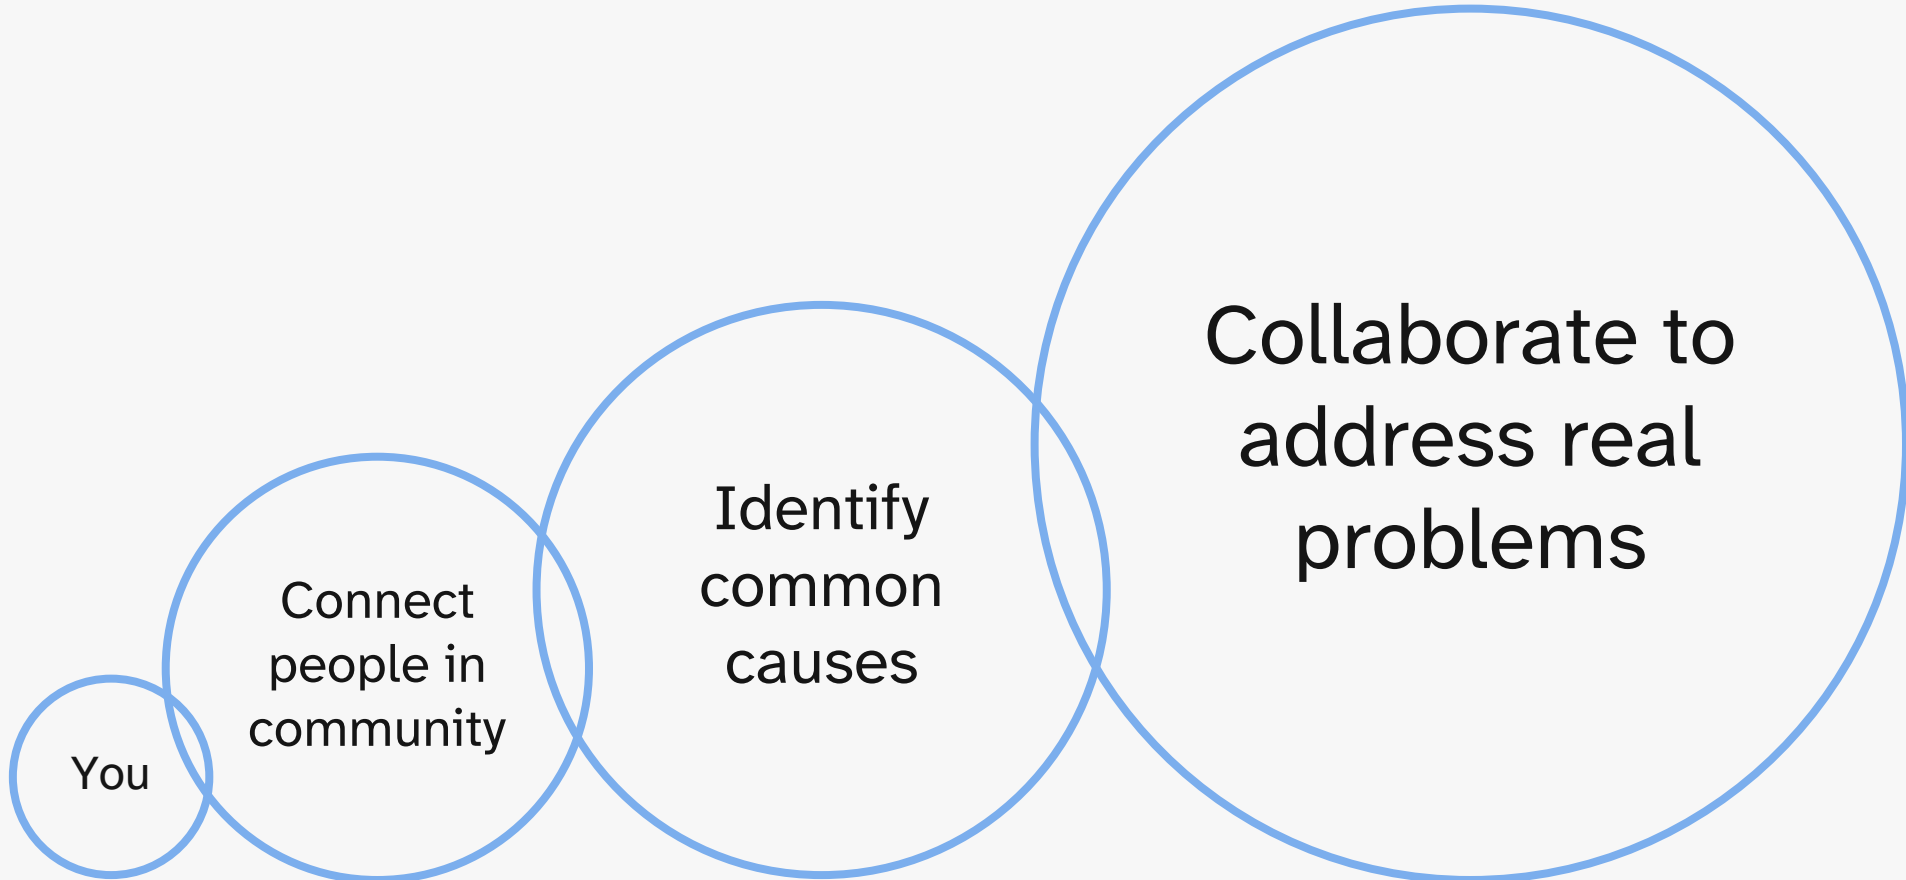 You
Connect
people in
community
Identify
common
causes
Collaborate to
address real
problems